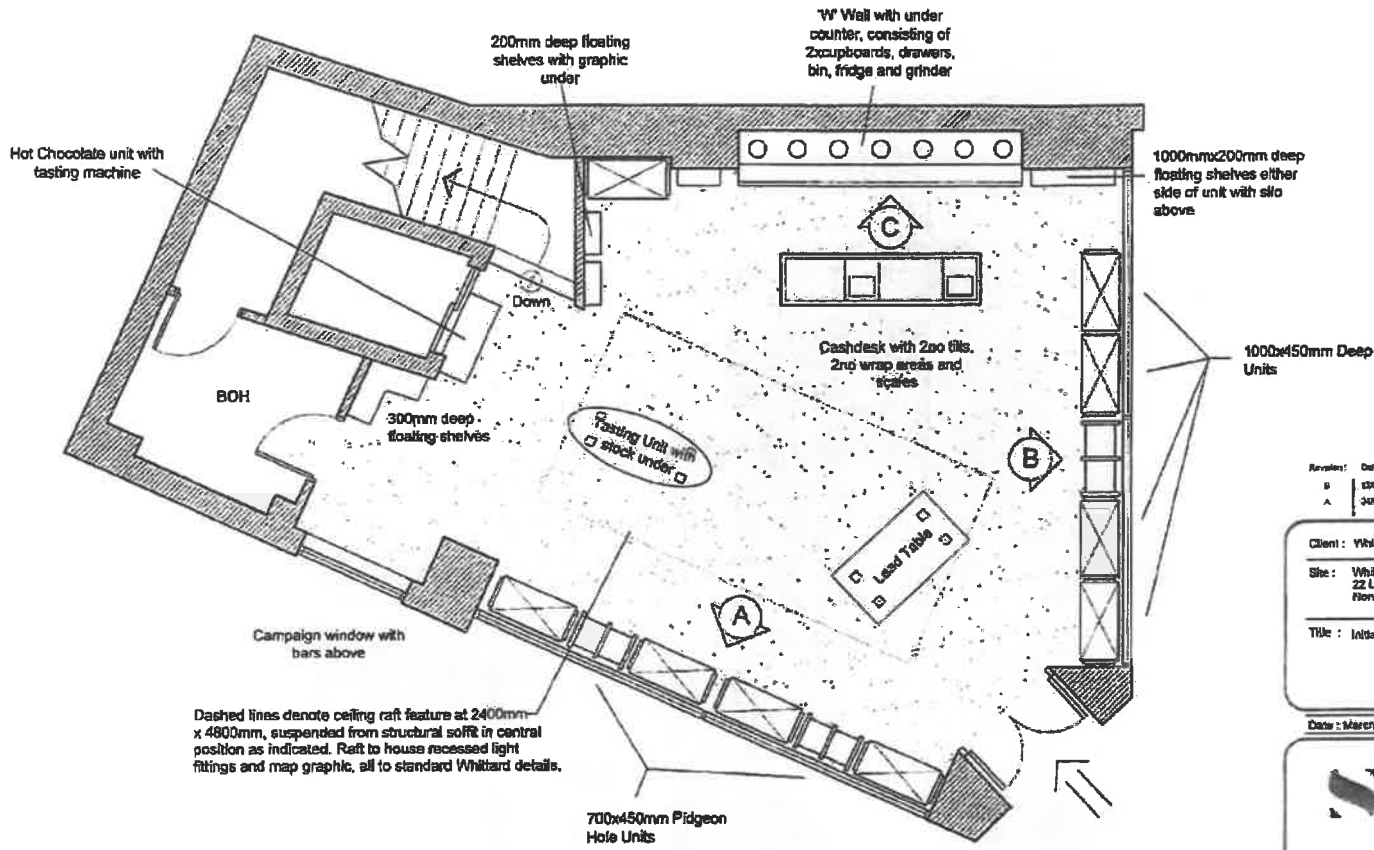 'W' Wall with under
counter, consisting of
2xcupboards, drawers,
bin, fridge and grinder
200mm deep floating
shelves with graphic
under
Hot Chocolate unit with
tasting machine
1000mmx200mm deep
floating shelves either
side of unit with silo
above
C
Down
Cashdesk with 2no tills,
2no wrap areas and
scales
1000x450mm Deep
Units
BOH
300mm deep
floating shelves
Tasting Unit with
stock under
B
Lead Table
A
Campaign window with
bars above
Dashed lines denote ceiling raft feature at 2400mm
x 4800mm, suspended from structural soffit in central
position as indicated. Raft to house recessed light
fittings and map graphic, all to standard Whittard details.
700x450mm Pidgeon
Hole Units
Revision:
B
A
Client :
Site :
22
Title :
Date : March